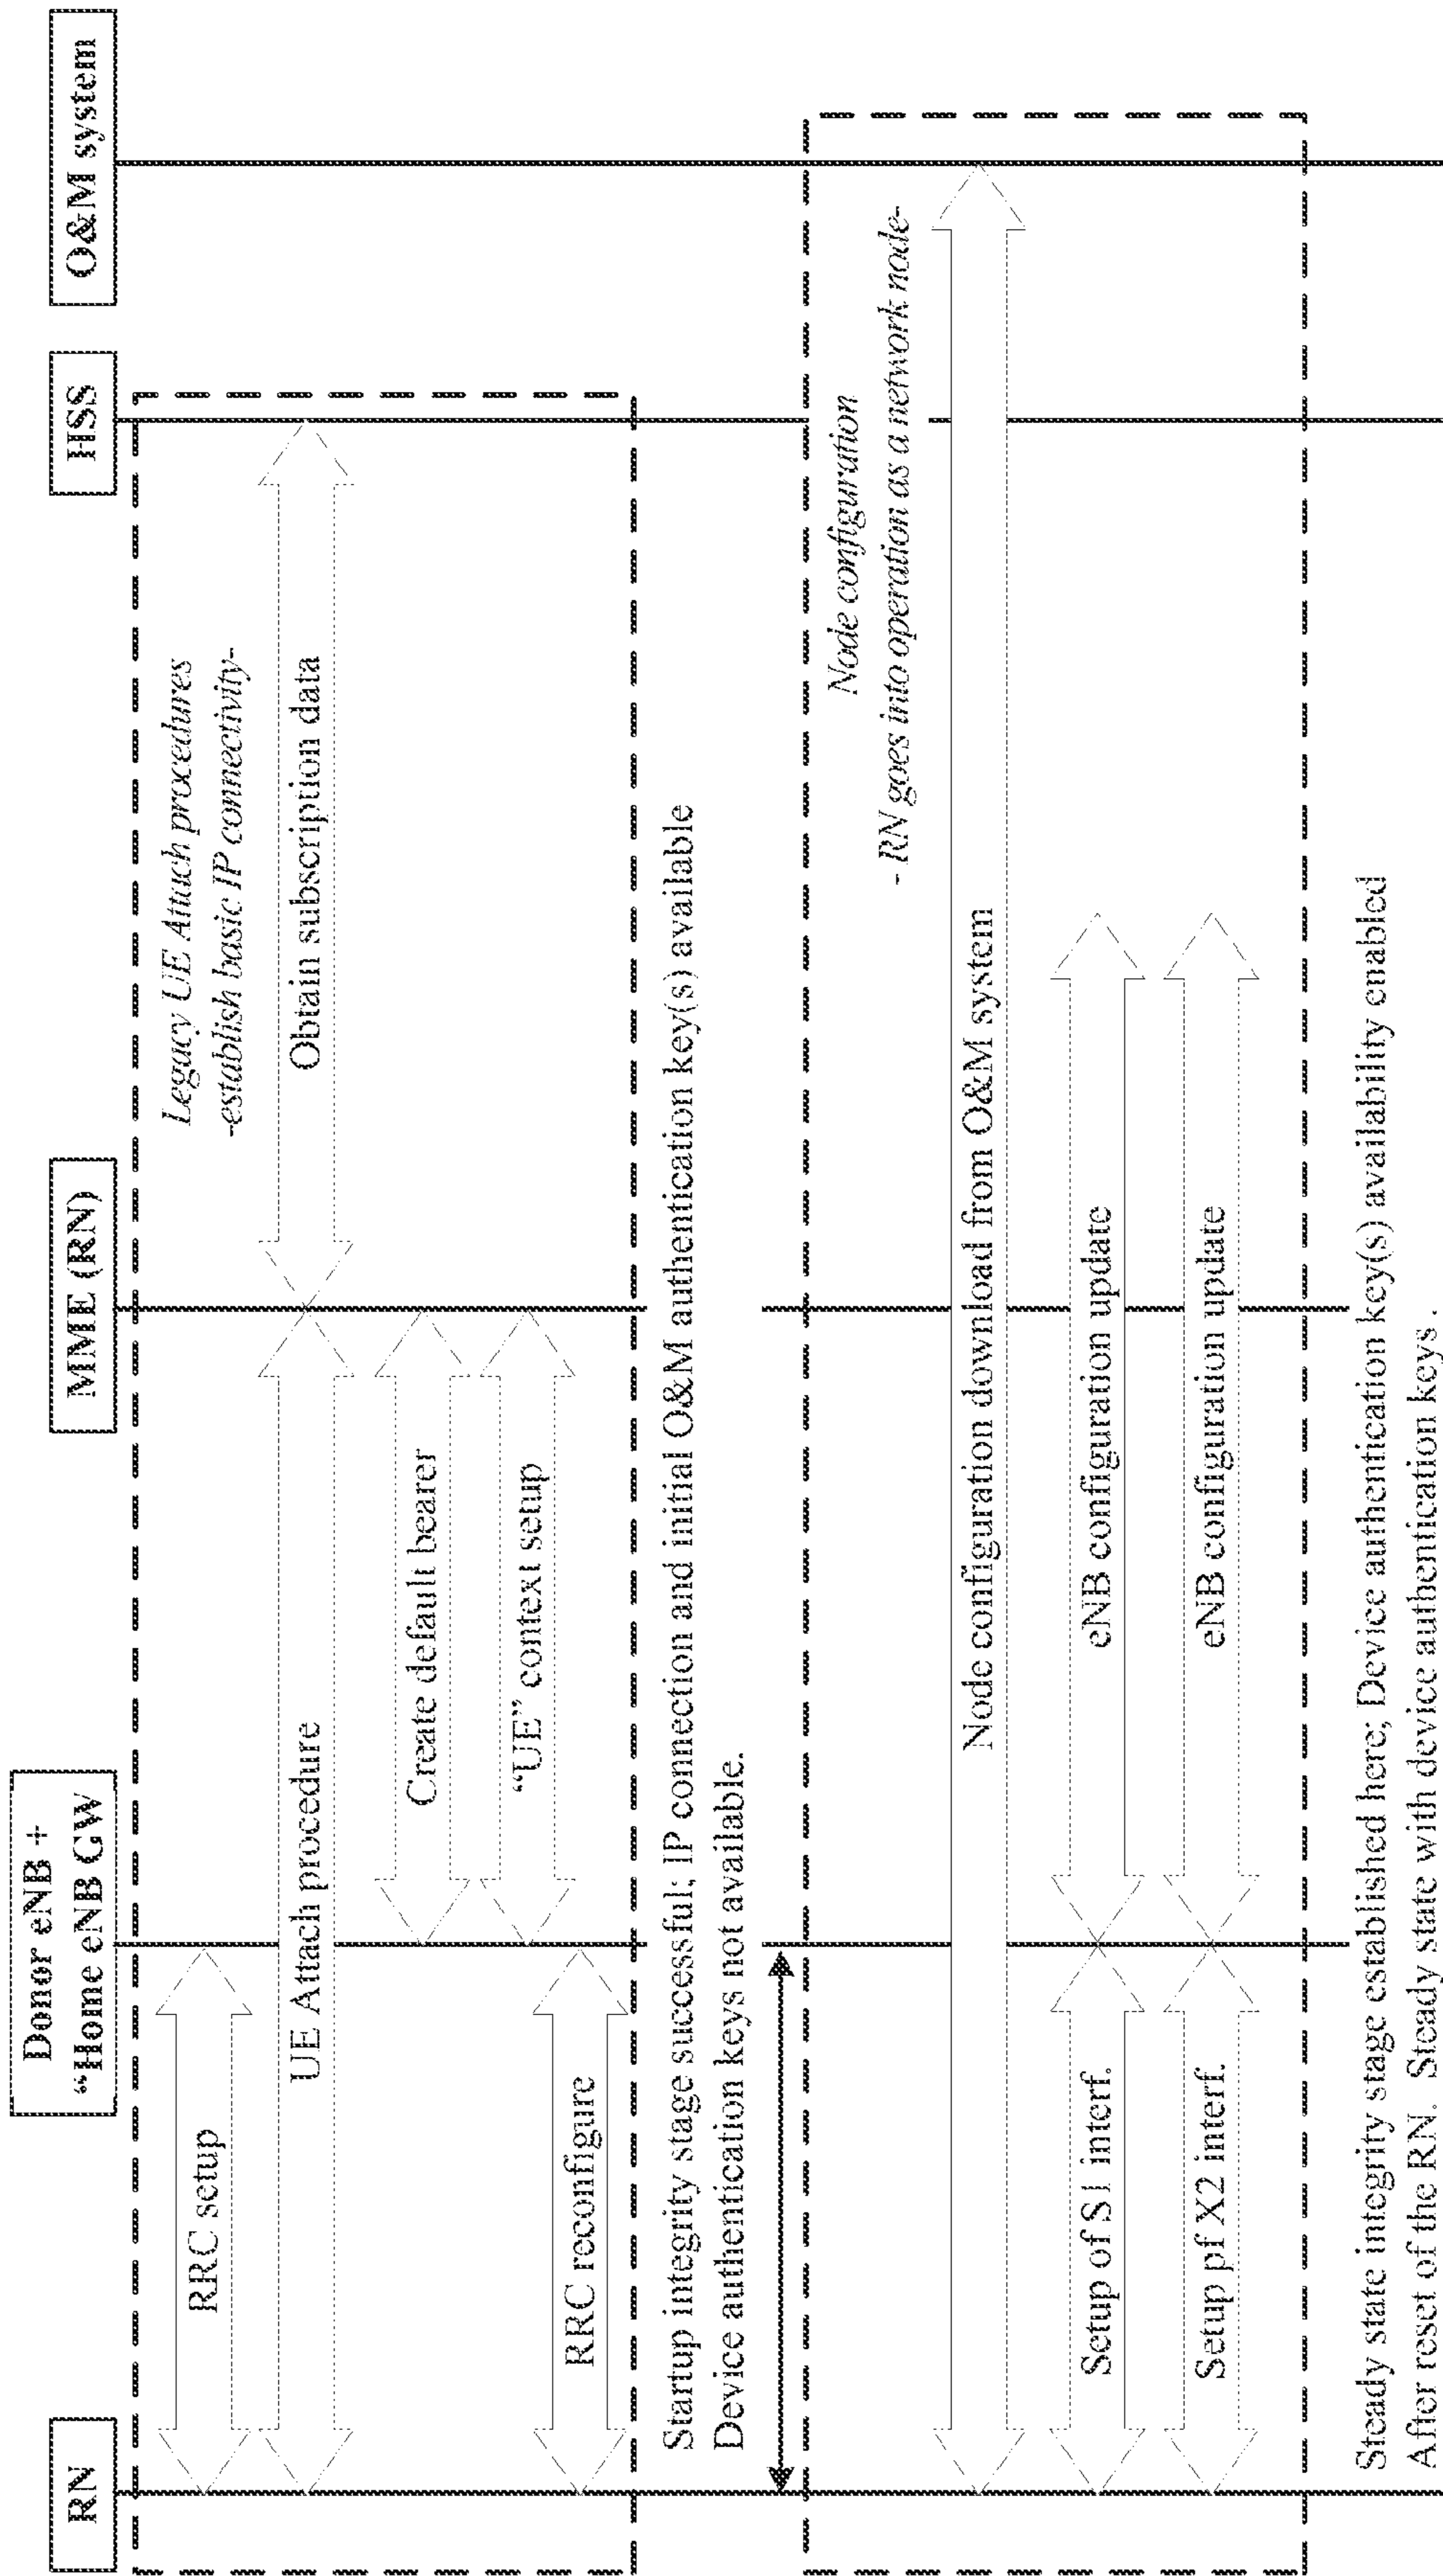 RN
Donor eNB +
“Home eNB GW
MME (RN)
HSS
O&M system
Legacy UE Attach procedures
-establish basic IP connectivity-
RRC setup
UE Attach procedure
Obtain subscription data
Create default bearer
“UE” context setup
RRC reconfigure
Startup integrity stage successful; IP connection and initial O&M authentication key(s) available
Device authentication keys not available.
Node configuration
- RN goes into operation as a network node-
Node configuration download from O&M system
Setup of S1 interf.
eNB configuration update
Setup pf X2 interf.
eNB configuration update
Steady state integrity stage established here; Device authentication key(s) availability enabled
After reset of the RN. Steady state with device authentication keys .